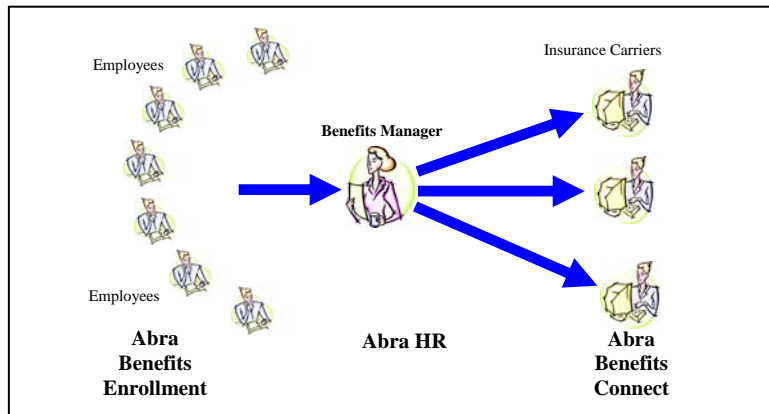 Employees
Insurance Carriers
Benefits Manager
Employees
Abra
Benefits
Enrollment
Abra HR
Abra
Benefits
Connect